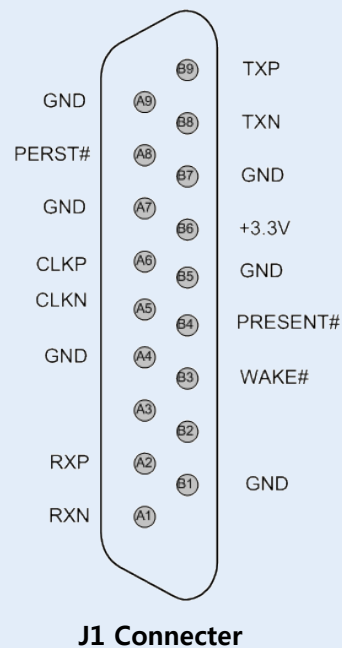 B9 TXP
GND A9
B8 TXN
PERST# A8
B7 GND
GND A7
B6 +3.3V
CLKP A6
B5 GND
CLKN A5
B4 PRESENT#
GND A4
B3 WAKE#
A3
B2
RXP A2
B1 GND
RXN A1
J1 Connecter